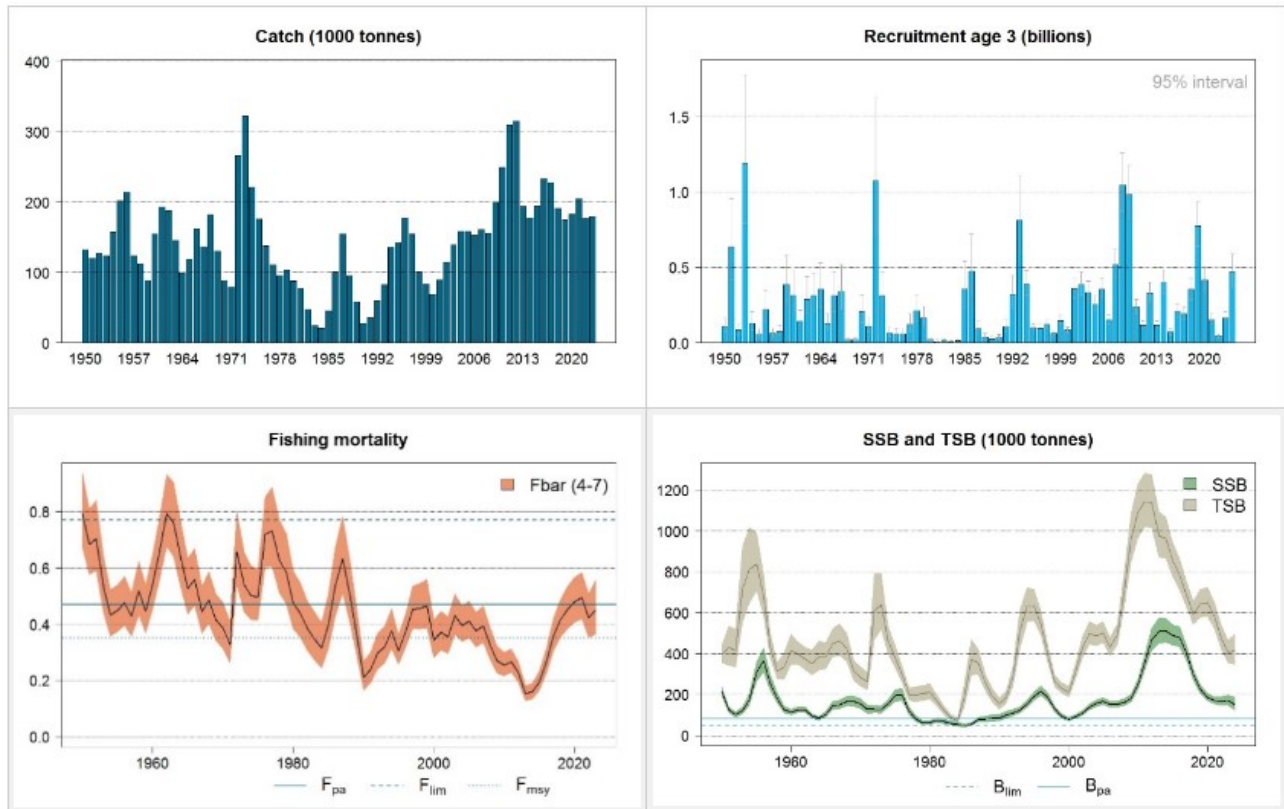 Catch (1000 tonnes)
400
300
200
100
0
1950 1957 1964 1971 1978 1985 1992 1999 2006 2013 2020
Recruitment age 3 (billions)
95% interval
1.5
1.0
0.5
0.0
1950 1957 1964 1971 1978 1985 1992 1999 2006 2013 2020
Fishing mortality
Fbar (4-7)
0.8
0.6
0.4
0.2
0.0
1960 1980 2000 2020
Fpa Flim Fmsy
SSB and TSB (1000 tonnes)
SSB
TSB
1200
1000
800
600
400
200
0
1960 1980 2000 2020
Blim Bpa